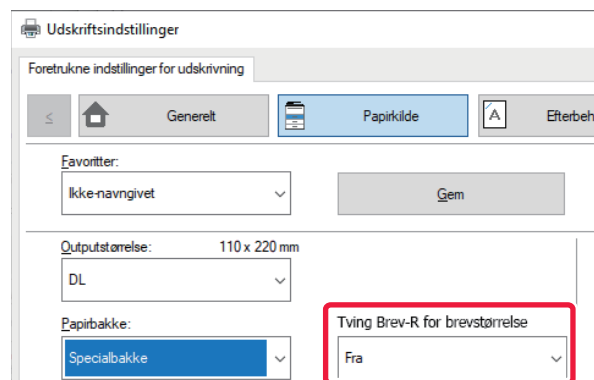 Udskriftsindstillinger
Foretrukne indstillinger for udskrivning
≤ Generelt Papirkilde A Efterbeh
Favoritter:
Ikke-navngivet Gem
Outputstørrelse: 110 x 220 mm
DL
Papirbakke: Tving Brev-R for brevstørrelse
Specialbakke Fra